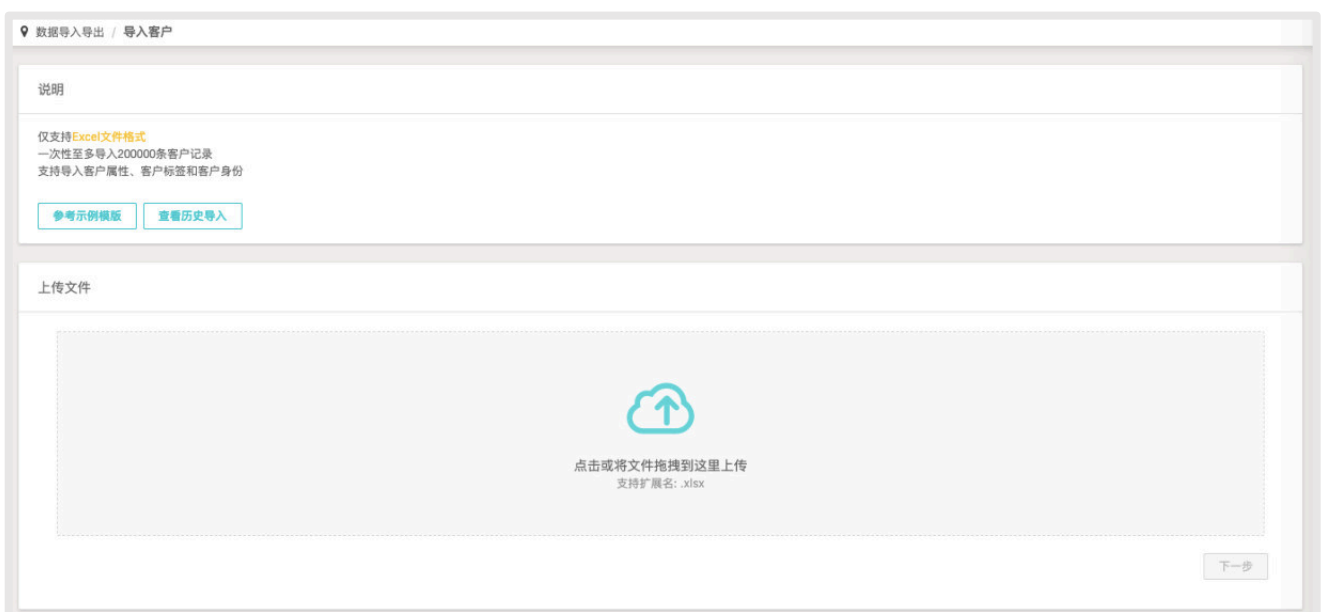 数据导入导出 / 导入客户
说明
仅支持Excel文件格式
一次性至多导入200000条客户记录
支持导入客户属性、客户标签和客户身份
参考示例模版 查看历史导入
上传文件
点击或将文件拖拽到这里上传
支持扩展名: .xlsx
下一步